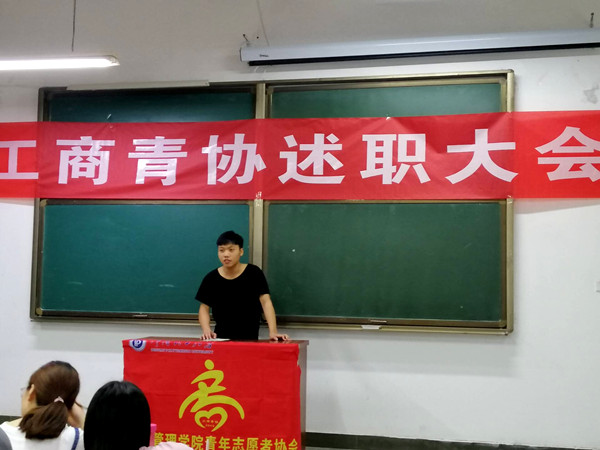 工商青协述职大会
商
管理学院青年志愿者协会